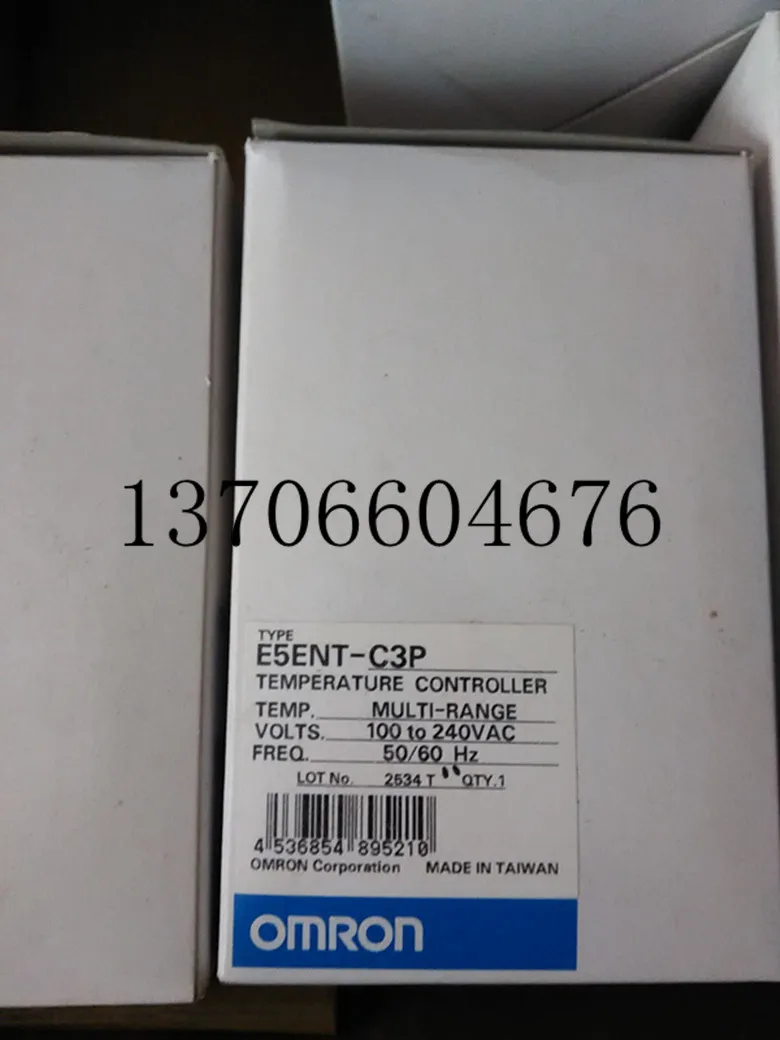 13706604676
TYPE
E5ENT-C3P
TEMPERATURE CONTROLLER
TEMP. MULTI-RANGE
VOLTS. 100 to 240VAC
FREQ. 50/60 Hz
LOT No. 2534 T QTY.1
4 536854 895210
OMRON Corporation MADE IN TAIWAN
OMRON